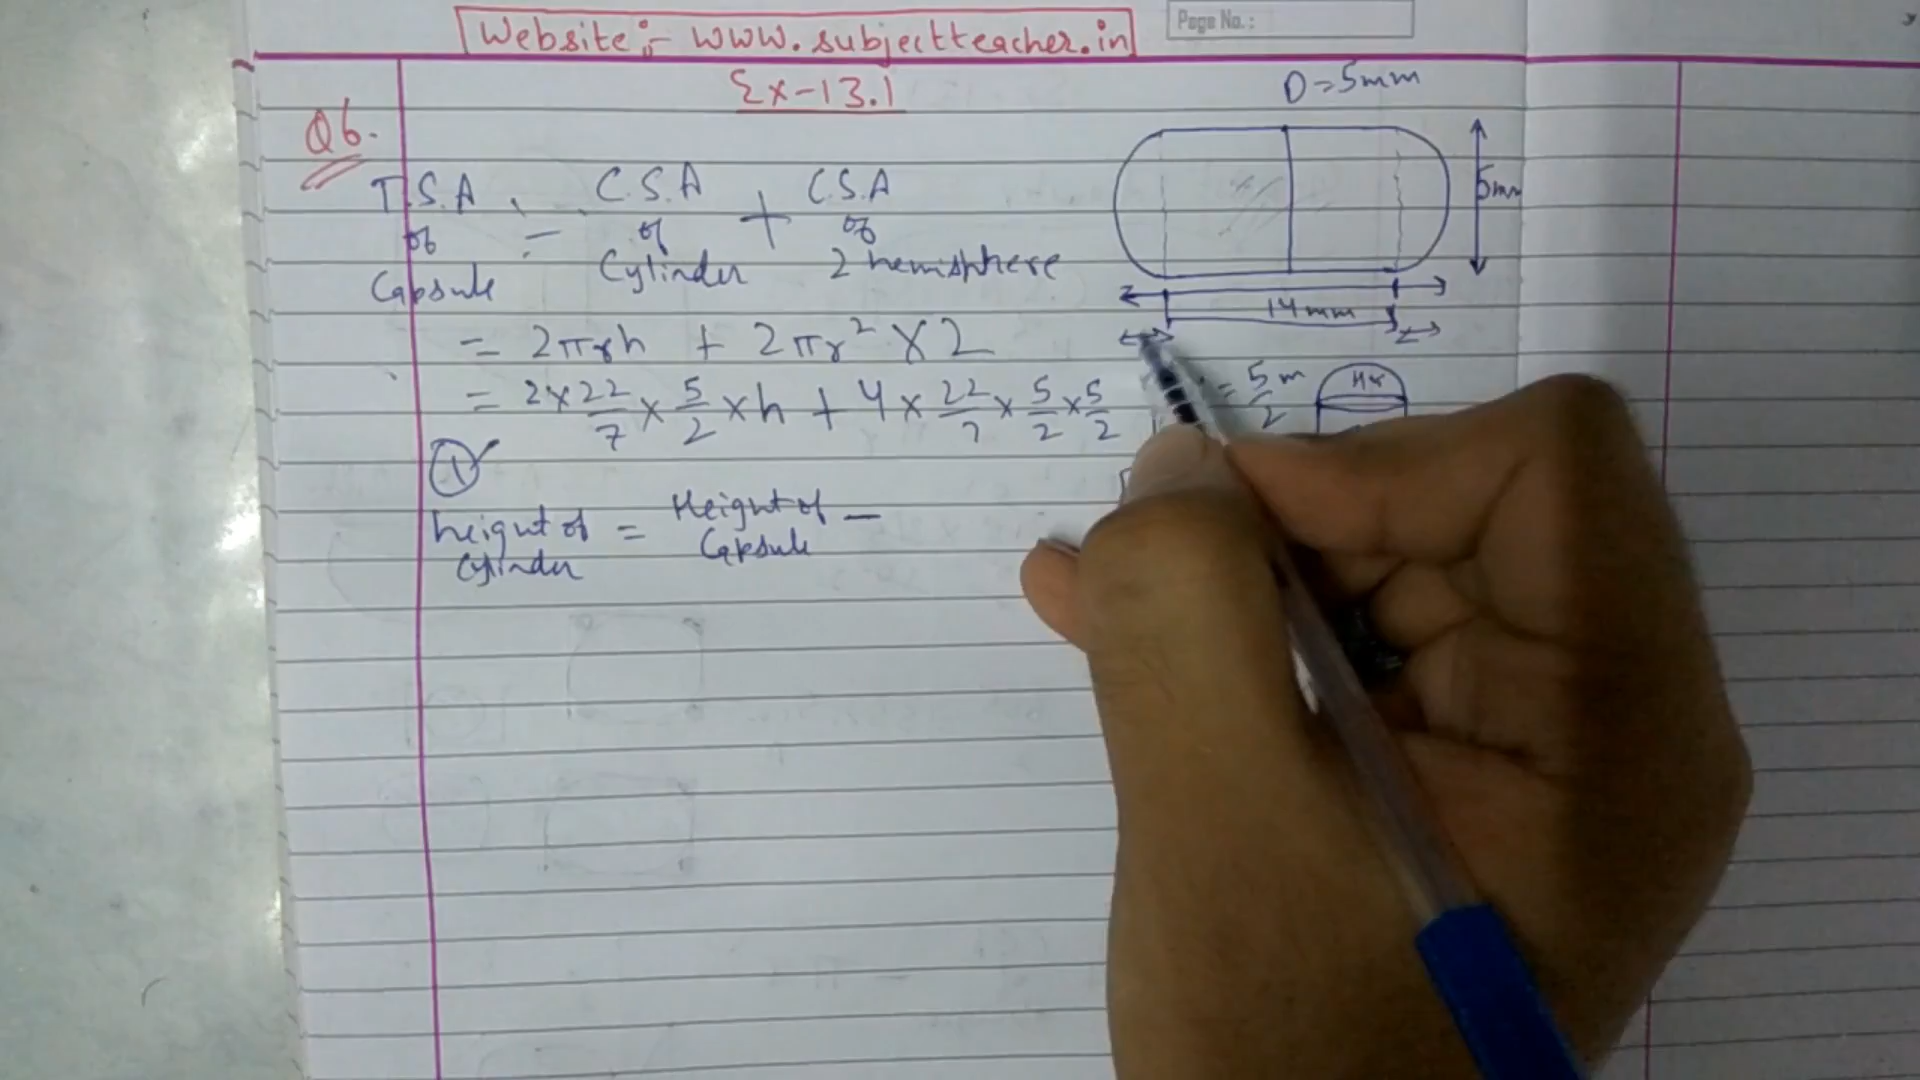 Website:- www.subjectteacher.in
Page No.:
Ex-13.1
D=5mm
Q6.
T.S.A of Capsule = C.S.A of Cylinder + C.S.A of 2 hemisphere
5mm
14mm
= 2πrh + 2πr² × 2
= 2×22/7 × 5/2 × h + 4 × 22/7 × 5/2 × 5/2
= 5/2 m
1
height of Cylinder = Height of Capsule –